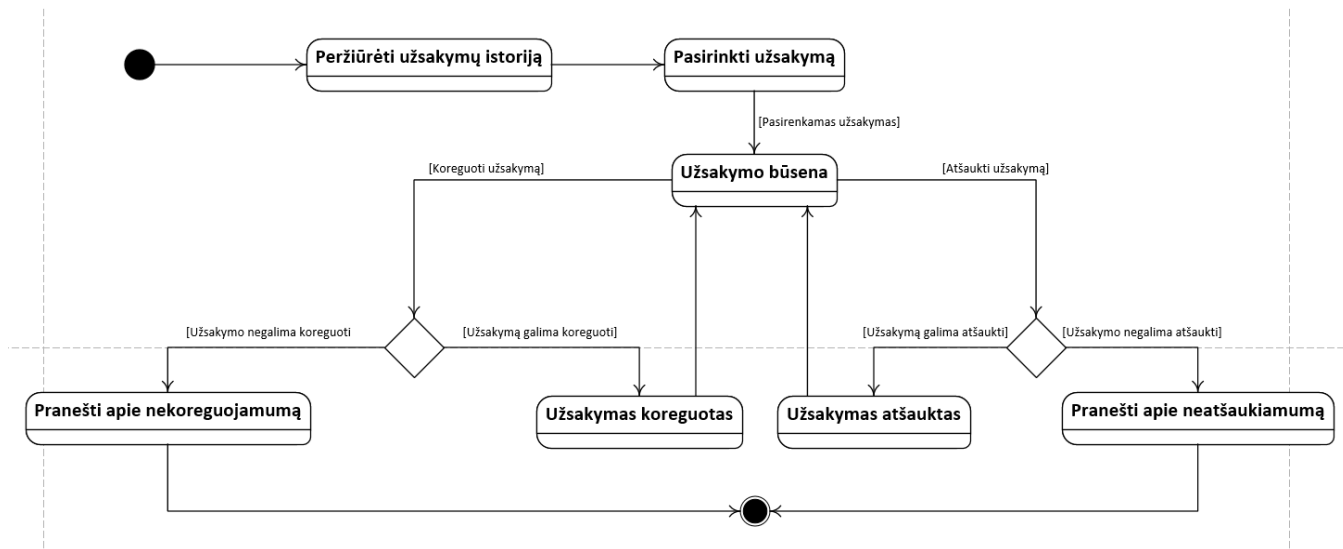 Peržiūrėti užsakymų istoriją
Pasirinkti užsakymą
[Pasirenkamas užsakymas]
[Koreguoti užsakymą]
Užsakymo būsena
[Atšaukti užsakymą]
[Užsakymo negalima koreguoti
[Užsakymą galima koreguoti]
[Užsakymą galima atšaukti]
[Užsakymo negalima atšaukti]
Pranešti apie nekoreguojamumą
Užsakymas koreguotas
Užsakymas atšauktas
Pranešti apie neatšaukiamumą